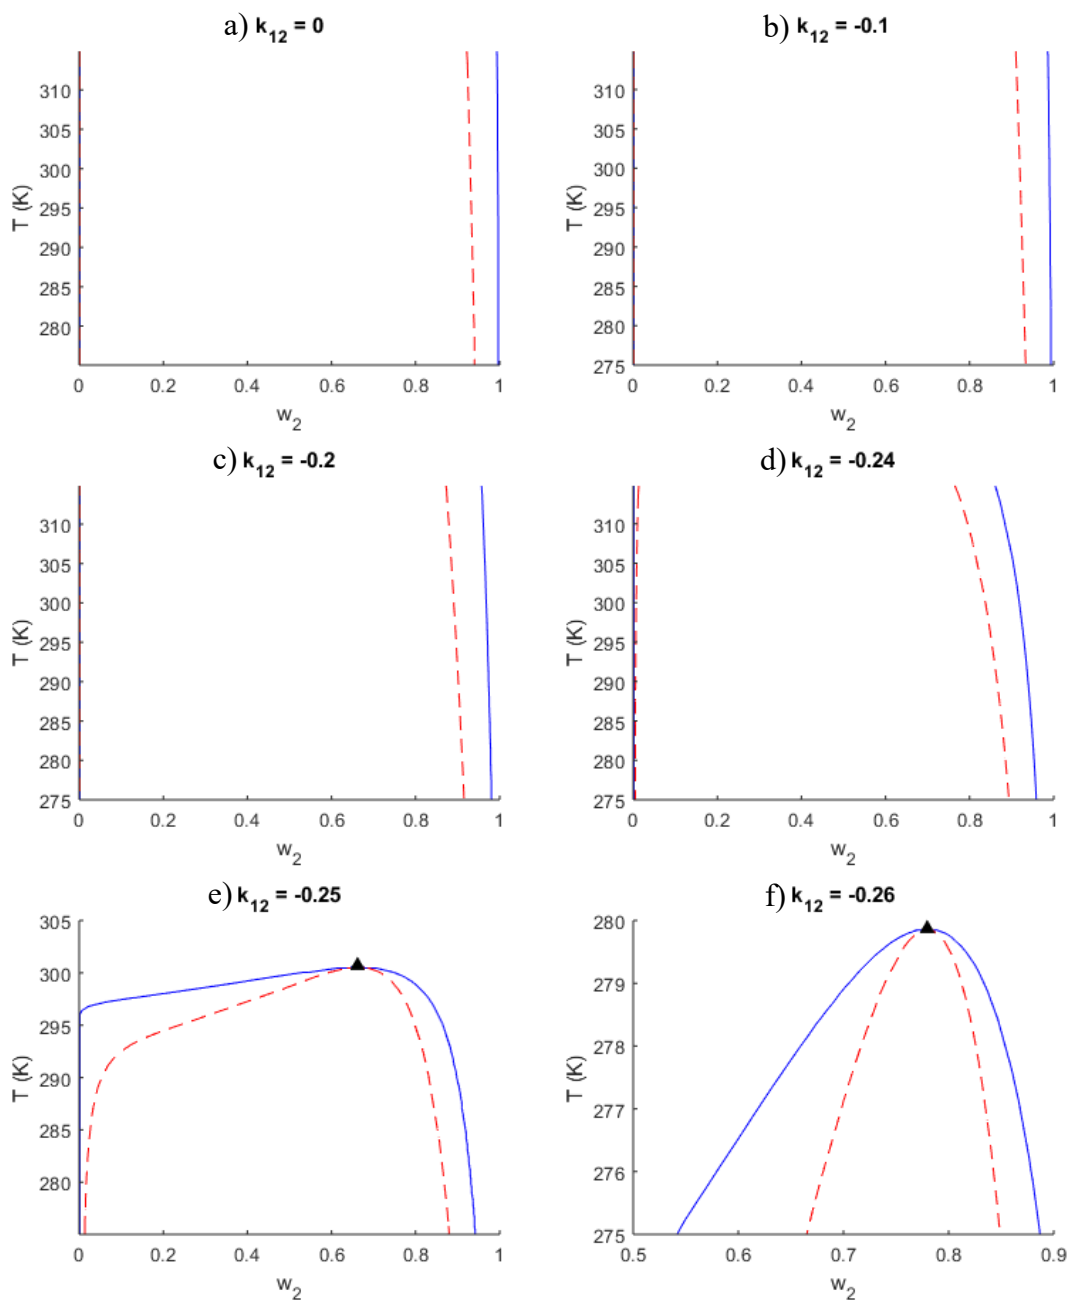 a) k12 = 0
310
305
300
295
290
285
280
T (K)
0 0.2 0.4 0.6 0.8 1
w2
b) k12 = -0.1
310
305
300
295
290
285
280
275
T (K)
0 0.2 0.4 0.6 0.8 1
w2
c) k12 = -0.2
310
305
300
295
290
285
280
275
T (K)
0 0.2 0.4 0.6 0.8 1
w2
d) k12 = -0.24
310
305
300
295
290
285
280
275
T (K)
0 0.2 0.4 0.6 0.8 1
w2
e) k12 = -0.25
305
300
295
290
285
280
T (K)
0 0.2 0.4 0.6 0.8 1
w2
f) k12 = -0.26
280
279
278
277
276
275
T (K)
0.5 0.6 0.7 0.8 0.9
w2